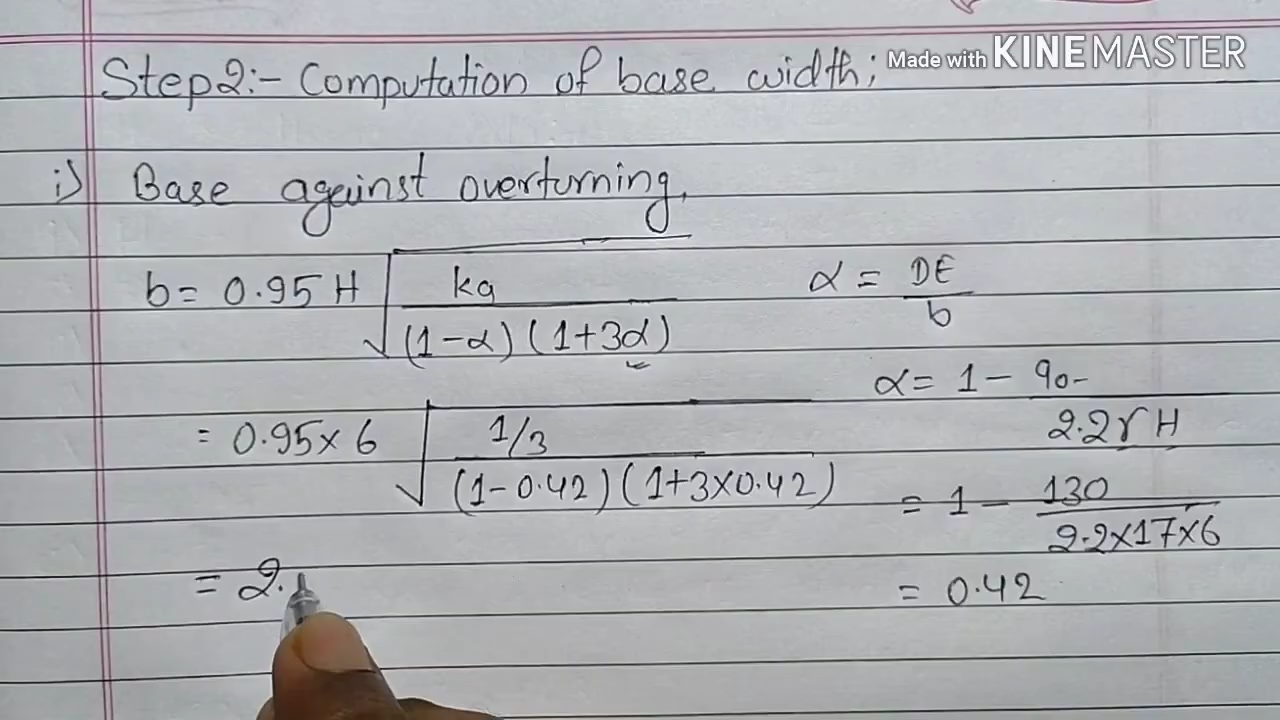 Made with KINEMASTER
Step2:- Computation of base width;
i) Base against overturning,
b= 0.95 H √ ka / (1-α) (1+3α)
α = DE / b
α= 1 - q0 / 2.2 γ H
= 0.95×6 √ 1/3 / (1-0.42) (1+3×0.42)
= 1 - 130 / 2.2×17×6
= 0.42
= 2.